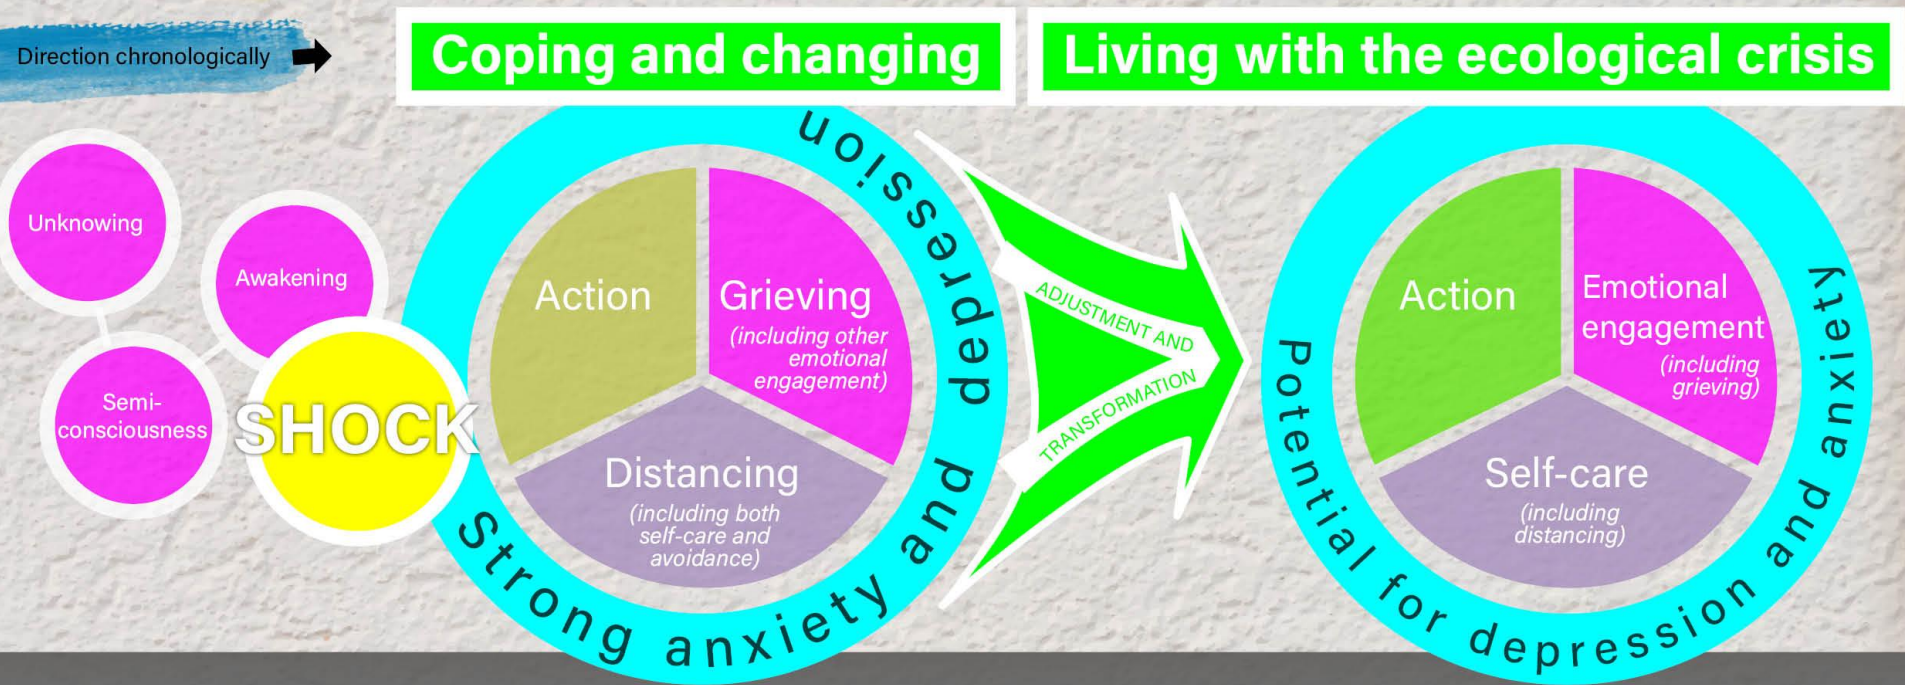 Direction chronologically
Coping and changing
Living with the ecological crisis
Unknowing
Semi-
consciousness
Awakening
SHOCK
Action
Grieving
(including other
emotional
engagement)
Distancing
(including both
self-care and
avoidance)
Strong anxiety and depression
ADJUSTMENT AND
TRANSFORMATION
Action
Emotional
engagement
(including
grieving)
Self-care
(including
distancing)
Potential for depression and anxiety